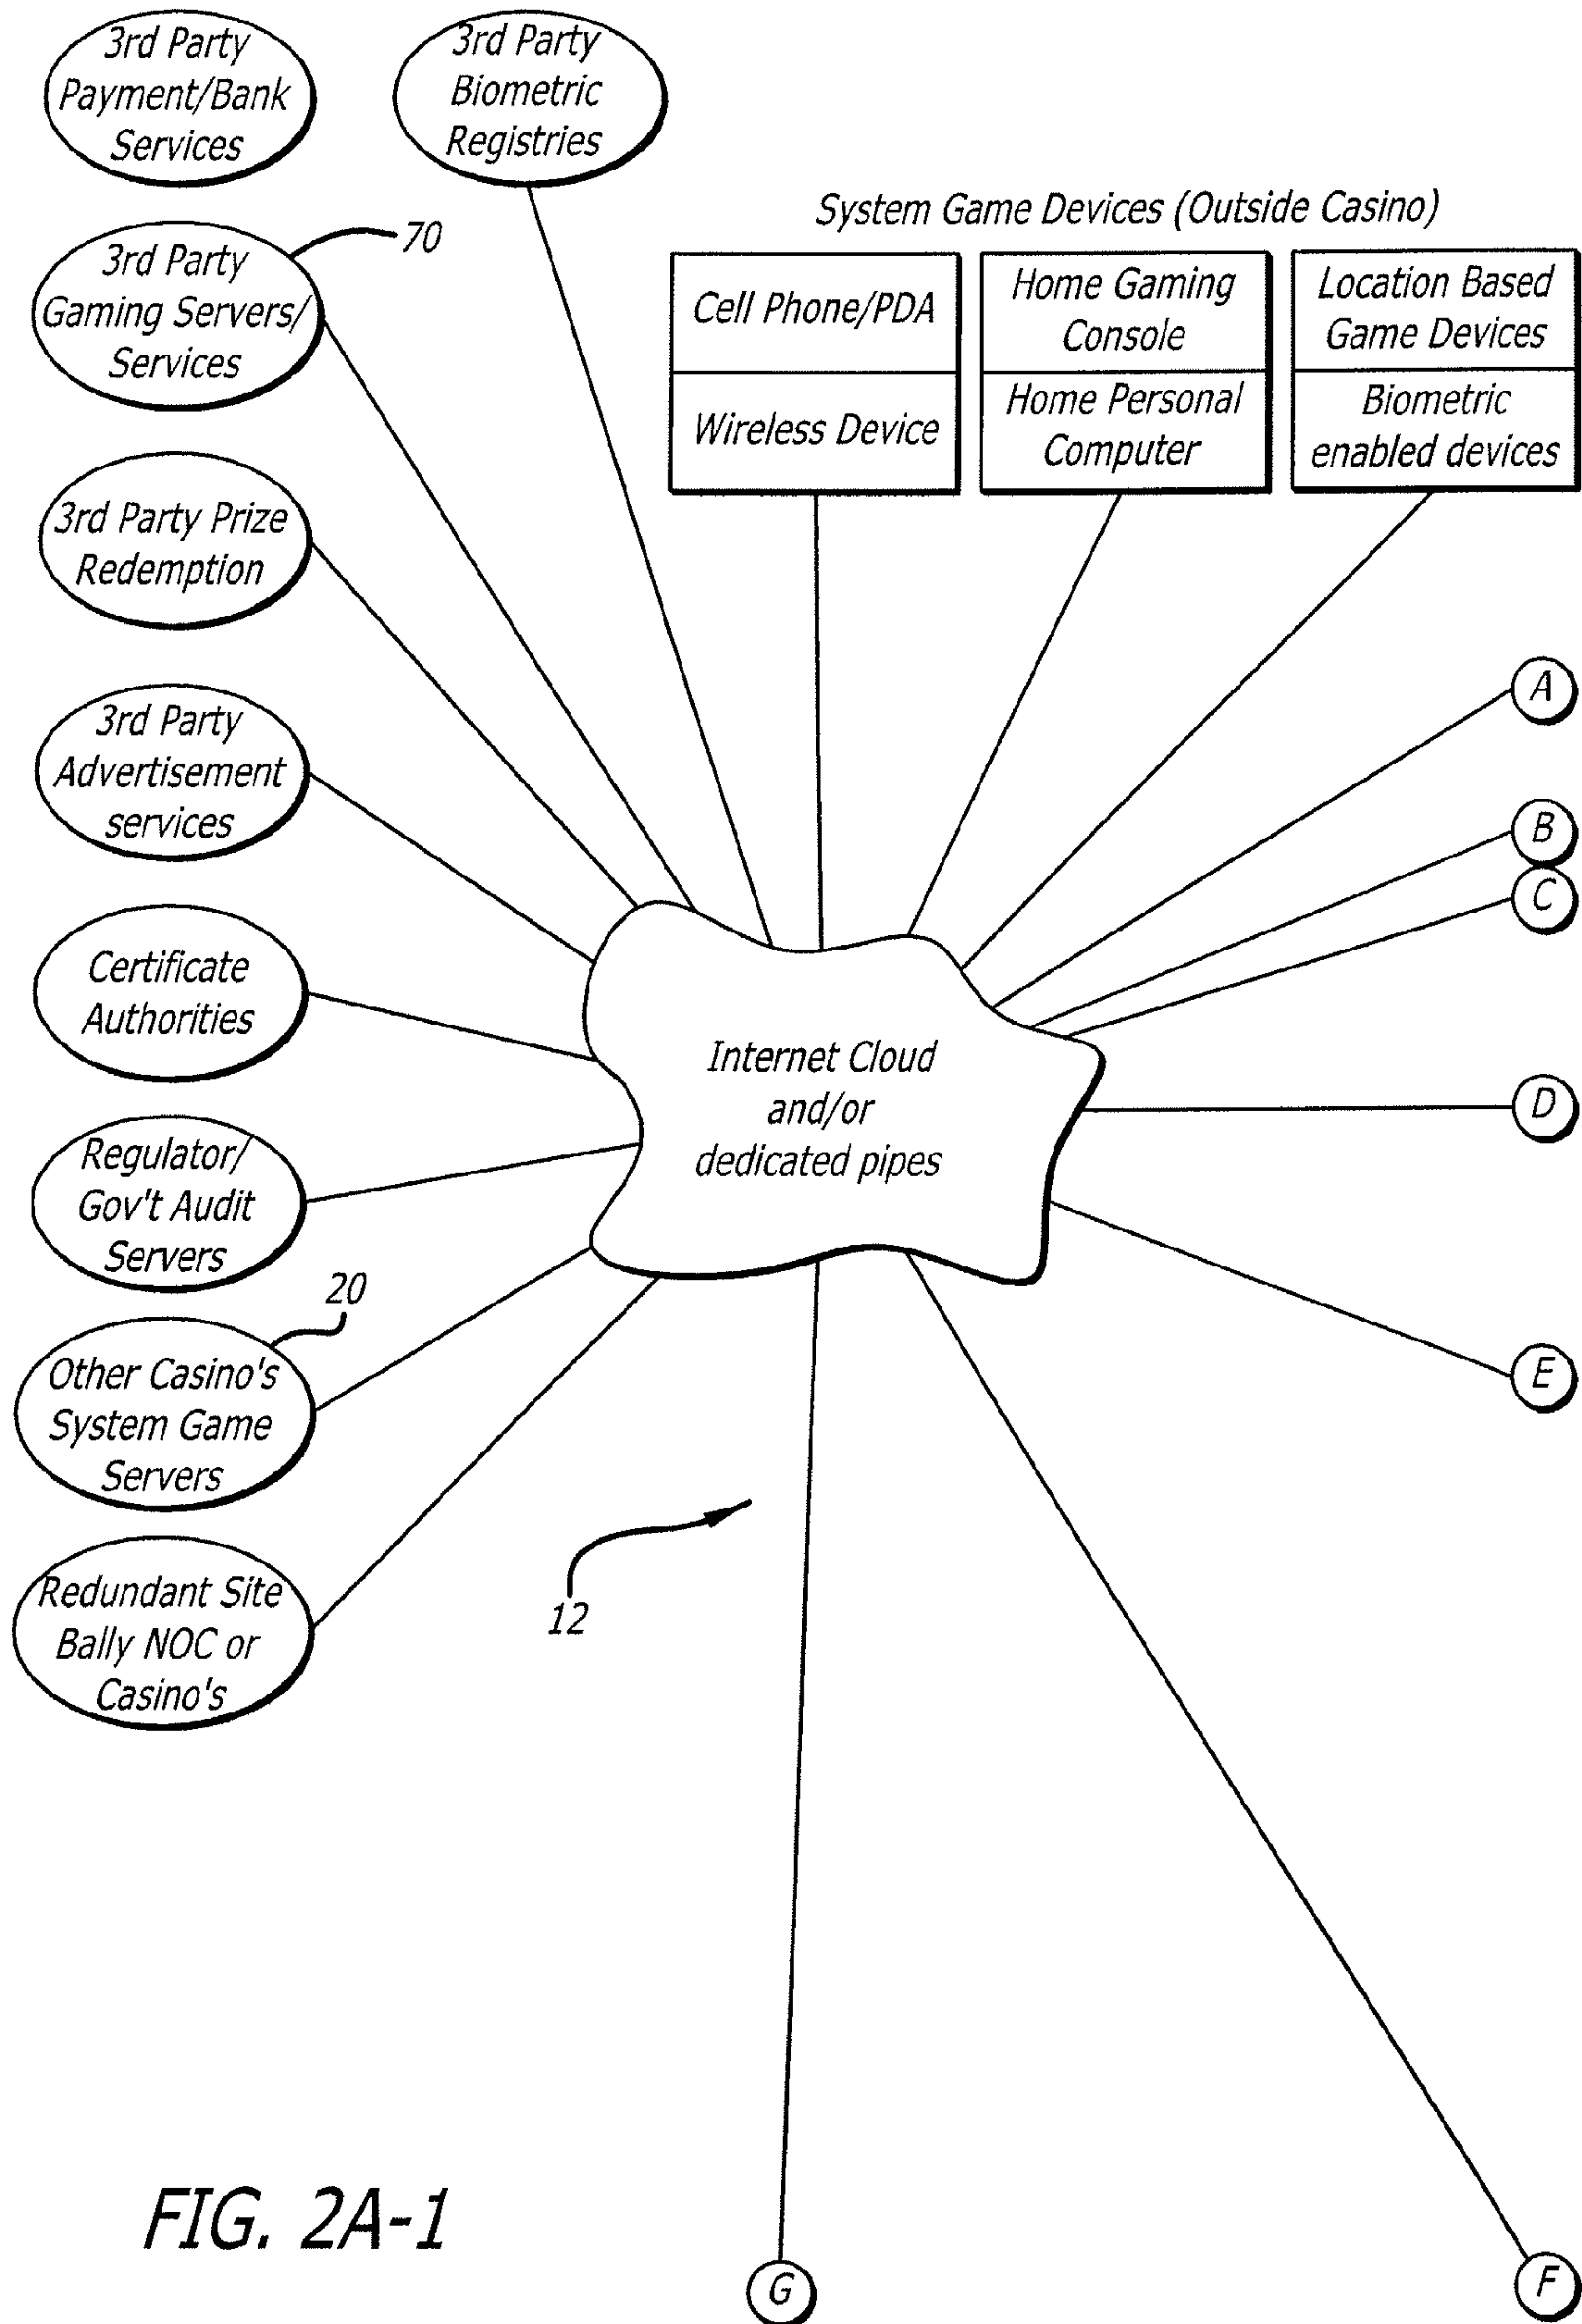 3rd Party
Payment/Bank
Services
3rd Party
Biometric
Registries
System Game Devices (Outside Casino)
3rd Party
Gaming Servers/
Services
70
Cell Phone/PDA
Wireless Device
Home Gaming
Console
Home Personal
Computer
Location Based
Game Devices
Biometric
enabled devices
3rd Party Prize
Redemption
3rd Party
Advertisement
services
A
B
C
Certificate
Authorities
Internet Cloud
and/or
dedicated pipes
D
Regulator/
Gov't Audit
Servers
20
Other Casino's
System Game
Servers
E
Redundant Site
Bally NOC or
Casino's
12
FIG. 2A-1
G
F